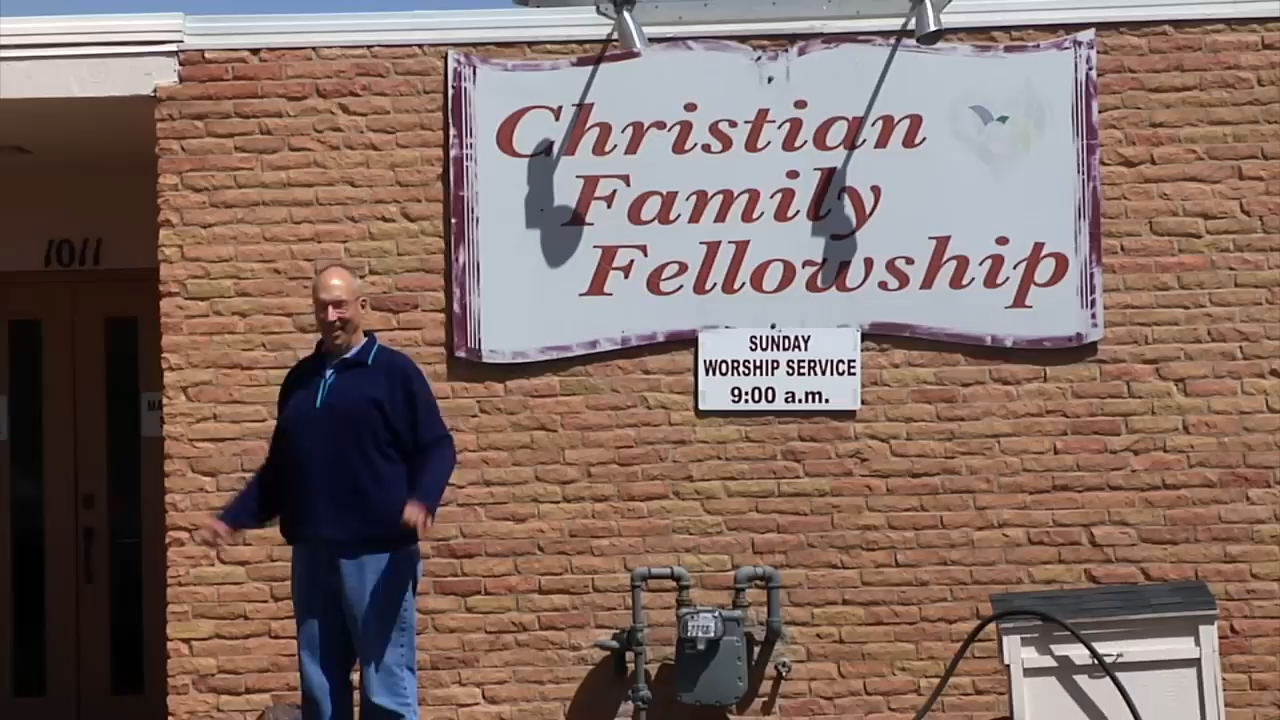 1011
Christian
Family
Fellowship
SUNDAY
WORSHIP SERVICE
9:00 a.m.